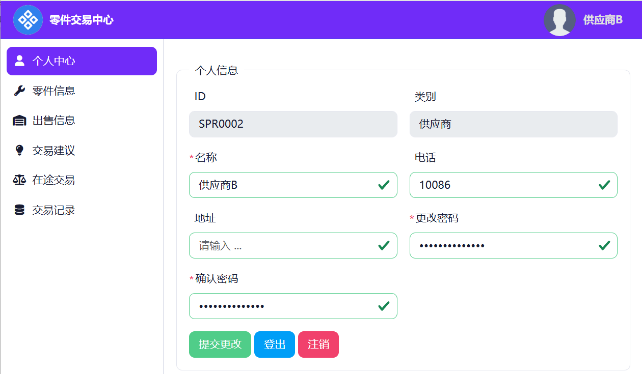 零件交易中心
供应商B
个人中心
零件信息
出售信息
交易建议
在途交易
交易记录
个人信息
ID
类别
SPR0002
供应商
*名称
电话
供应商B
10086
地址
*更改密码
请输入 ...
••••••••••••••
*确认密码
••••••••••••••
提交更改 登出 注销